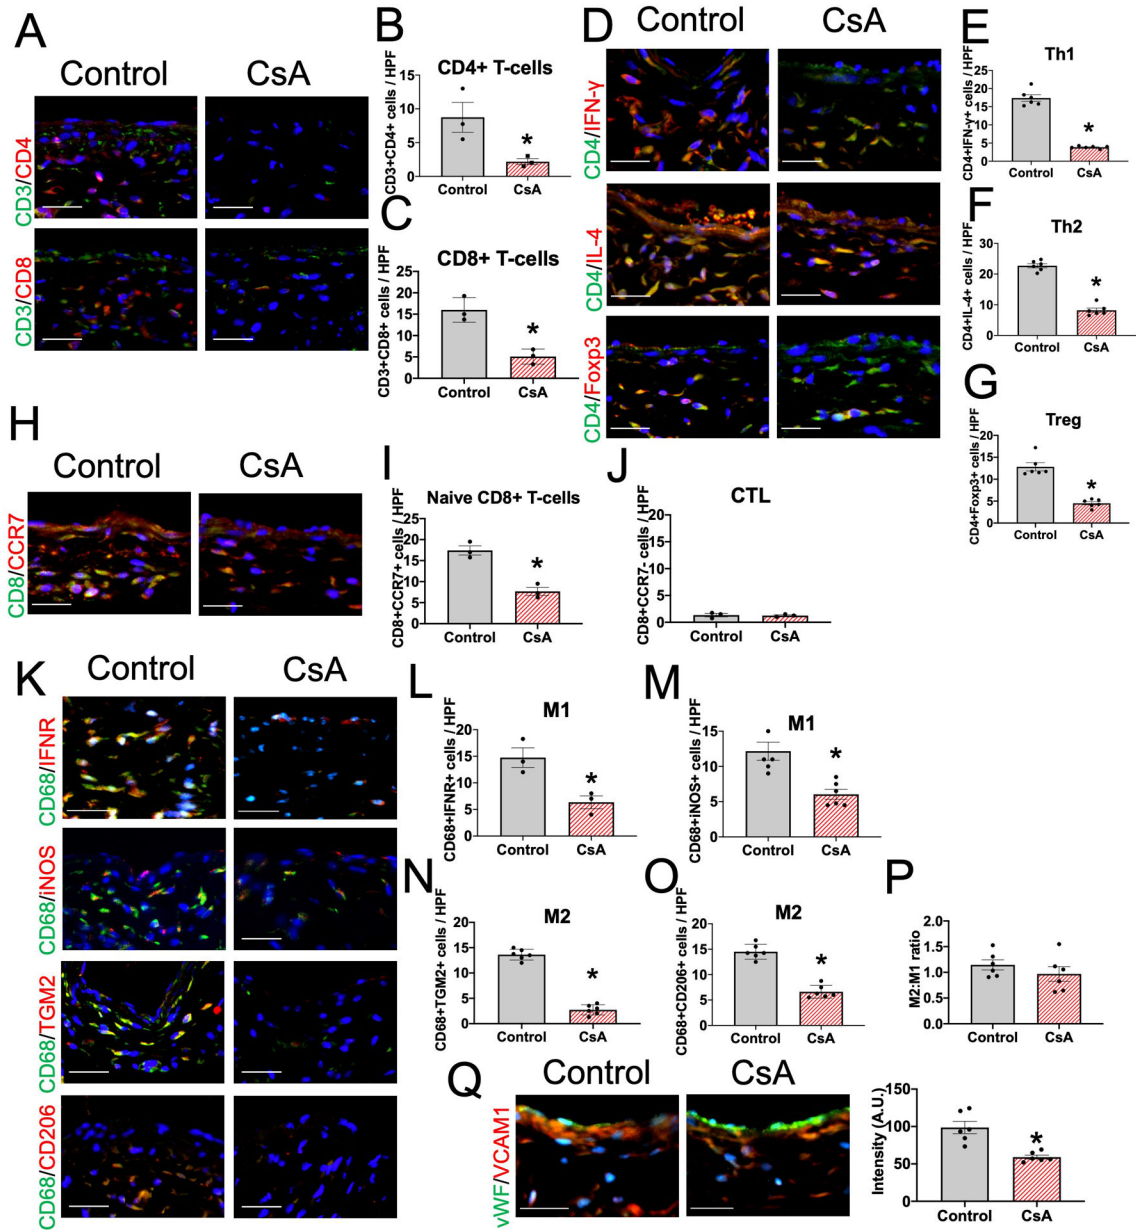 A
Control
CsA
CD3/CD4
CD3/CD8
B
CD4+ T-cells
CD3+CD4+ cells / HPF
15
10
5
0
Control
CsA
*
C
CD8+ T-cells
CD3+CD8+ cells / HPF
25
20
15
10
5
0
Control
CsA
*
D
Control
CsA
CD4/IFN-γ
CD4/IL-4
CD4/Foxp3
E
Th1
CD4+IFN-γ+ cells / HPF
25
20
15
10
5
0
Control
CsA
*
F
Th2
CD4+IL-4+ cells / HPF
30
20
10
0
Control
CsA
*
G
Treg
CD4+Foxp3+ cells / HPF
20
15
10
5
0
Control
CsA
*
H
Control
CsA
CD8/CCR7
I
Naive CD8+ T-cells
CD8+CCR7+ cells / HPF
25
20
15
10
5
0
Control
CsA
*
J
CTL
CD8+CCR7- cells / HPF
20
15
10
5
0
Control
CsA
K
Control
CsA
CD68/IFNR
CD68/iNOS
CD68/TGM2
CD68/CD206
L
M1
CD68+IFNR+ cells / HPF
20
15
10
5
0
Control
CsA
*
M
M1
CD68+iNOS+ cells / HPF
15
10
5
0
Control
CsA
*
N
M2
CD68+TGM2+ cells / HPF
20
15
10
5
0
Control
CsA
*
O
M2
CD68+CD206+ cells / HPF
20
15
10
5
0
Control
CsA
*
P
M2:M1 ratio
2.0
1.5
1.0
0.5
0.0
Control
CsA
Q
Control
CsA
vWF/VCAM1
Intensity (A.U.)
150
100
50
0
Control
CsA
*